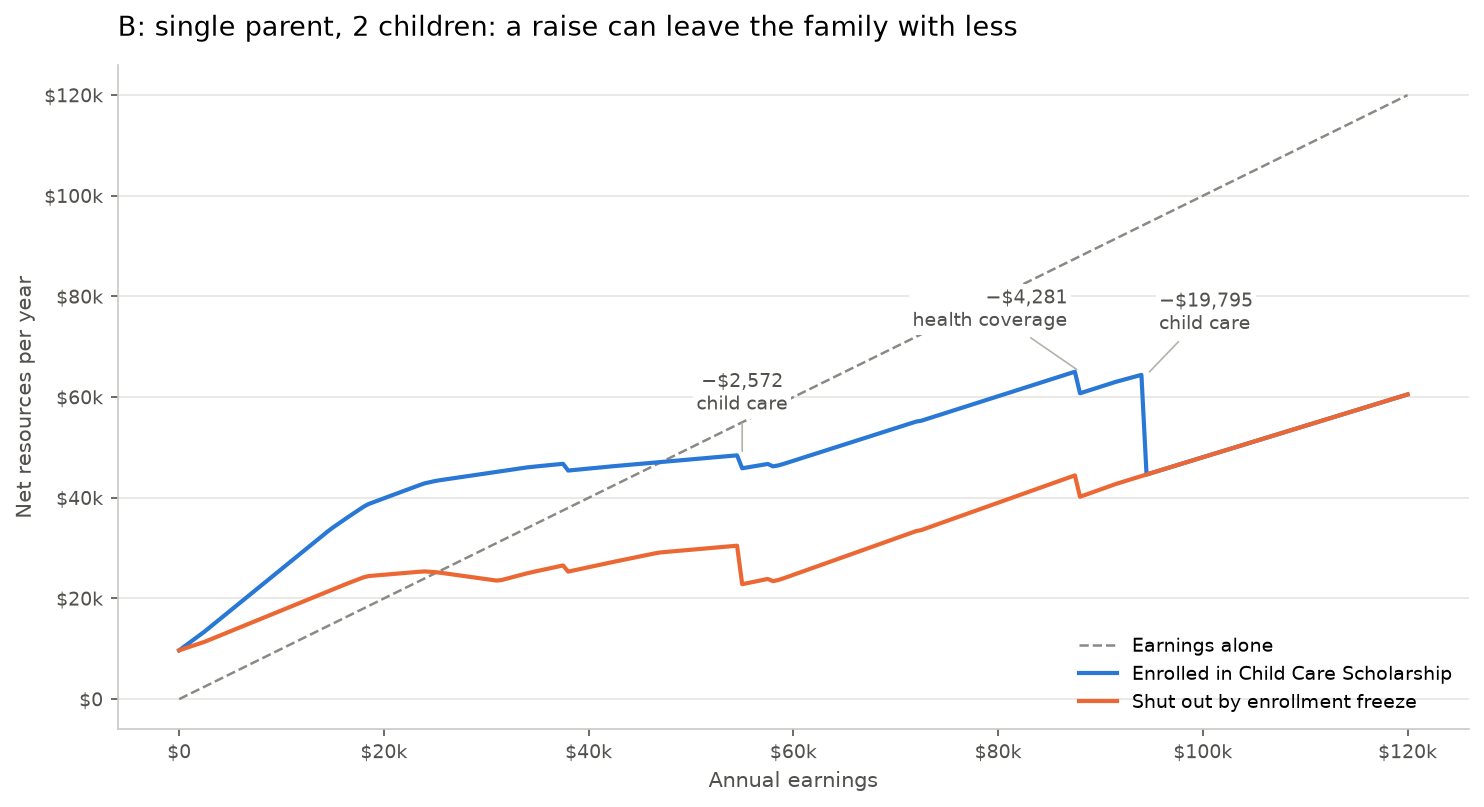 B: single parent, 2 children: a raise can leave the family with less
Net resources per year
$120k
$100k
$80k
$60k
$40k
$20k
$0
−$4,281
health coverage
−$19,795
child care
−$2,572
child care
Earnings alone
Enrolled in Child Care Scholarship
Shut out by enrollment freeze
$0
$20k
$40k
$60k
$80k
$100k
$120k
Annual earnings